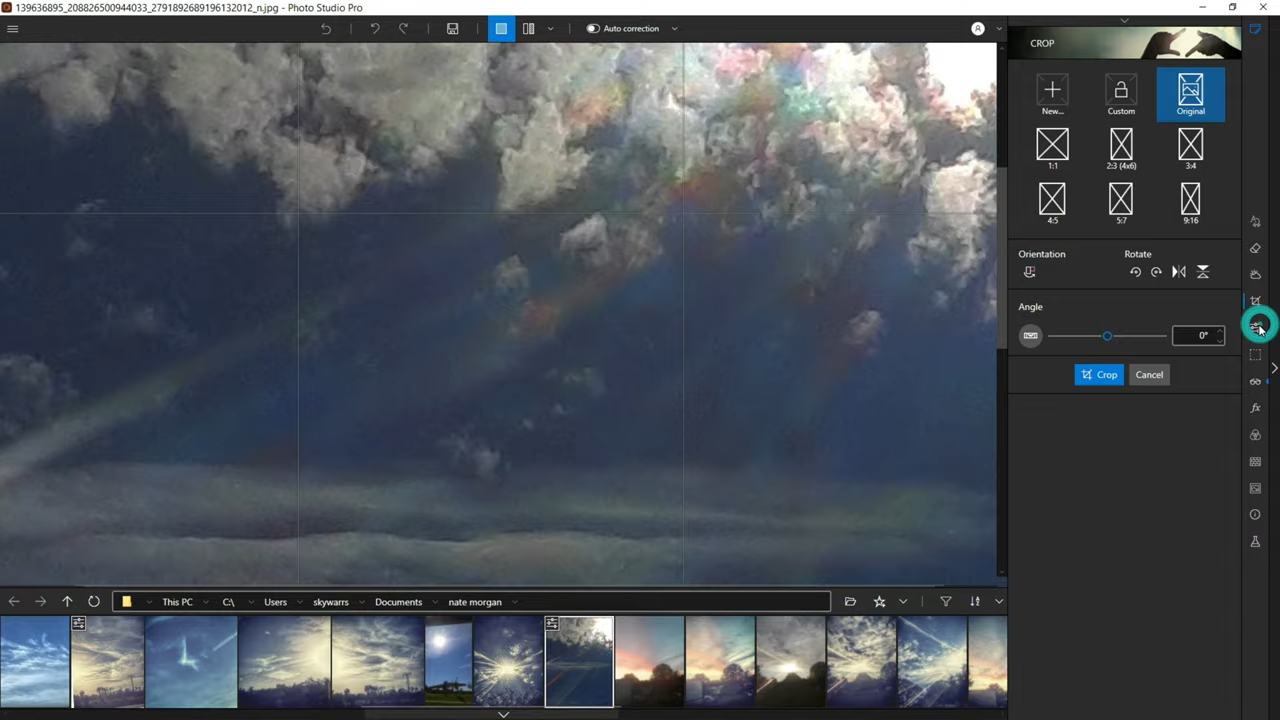 139636895_208826500944033_2791892689196132012_n.jpg - Photo Studio Pro
Auto correction
CROP
New...
Custom
Original
1:1
2:3 (4x6)
3:4
4:5
5:7
9:16
Orientation
Rotate
Angle
0°
Crop
Cancel
This PC
C:\
Users
skywarrs
Documents
nate morgan